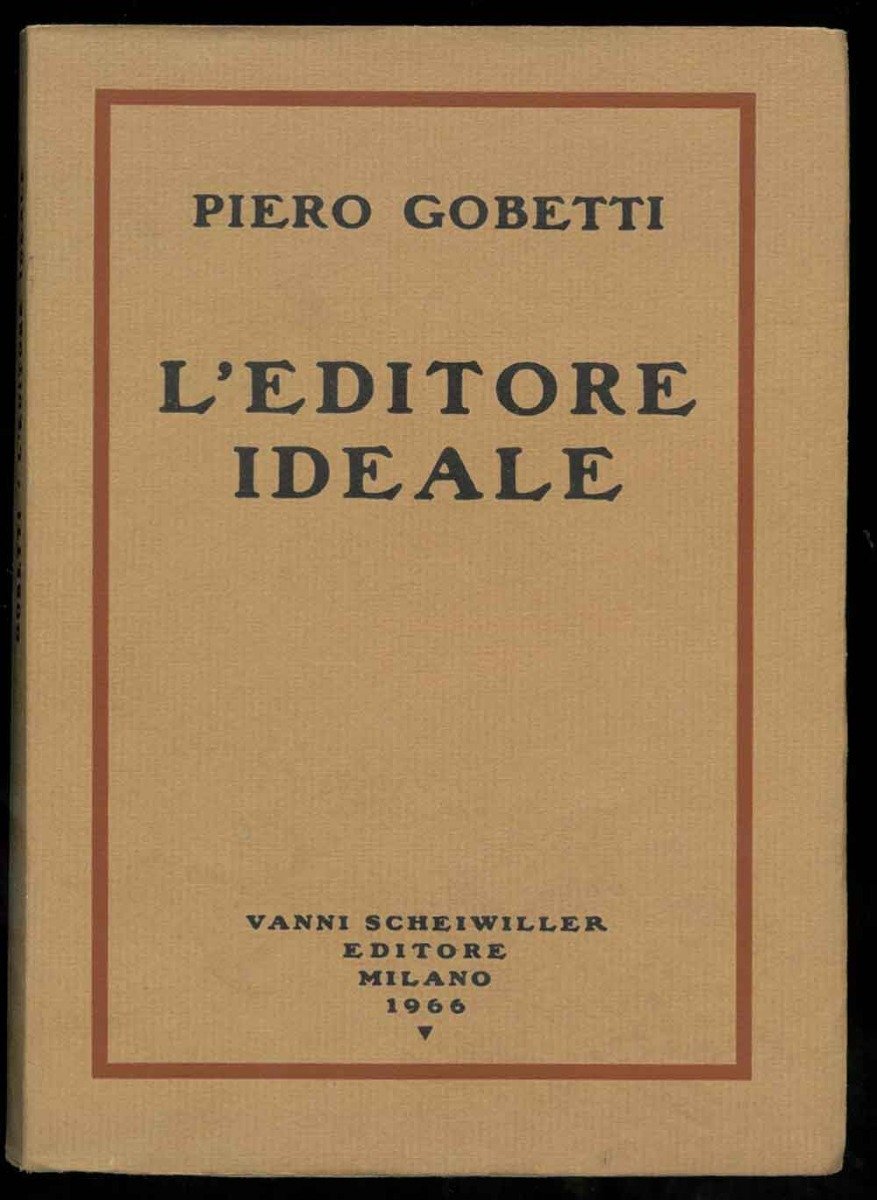 PIERO GOBETTI
L'EDITORE
IDEALE
VANNI SCHEIWILLER
EDITORE
MILANO
1966